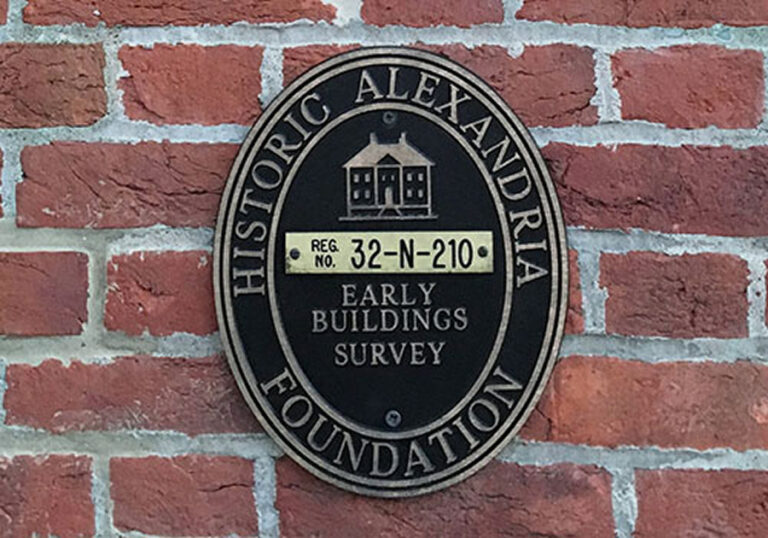 HISTORIC ALEXANDRIA
REG.
NO. 32-N-210
EARLY
BUILDINGS
SURVEY
FOUNDATION